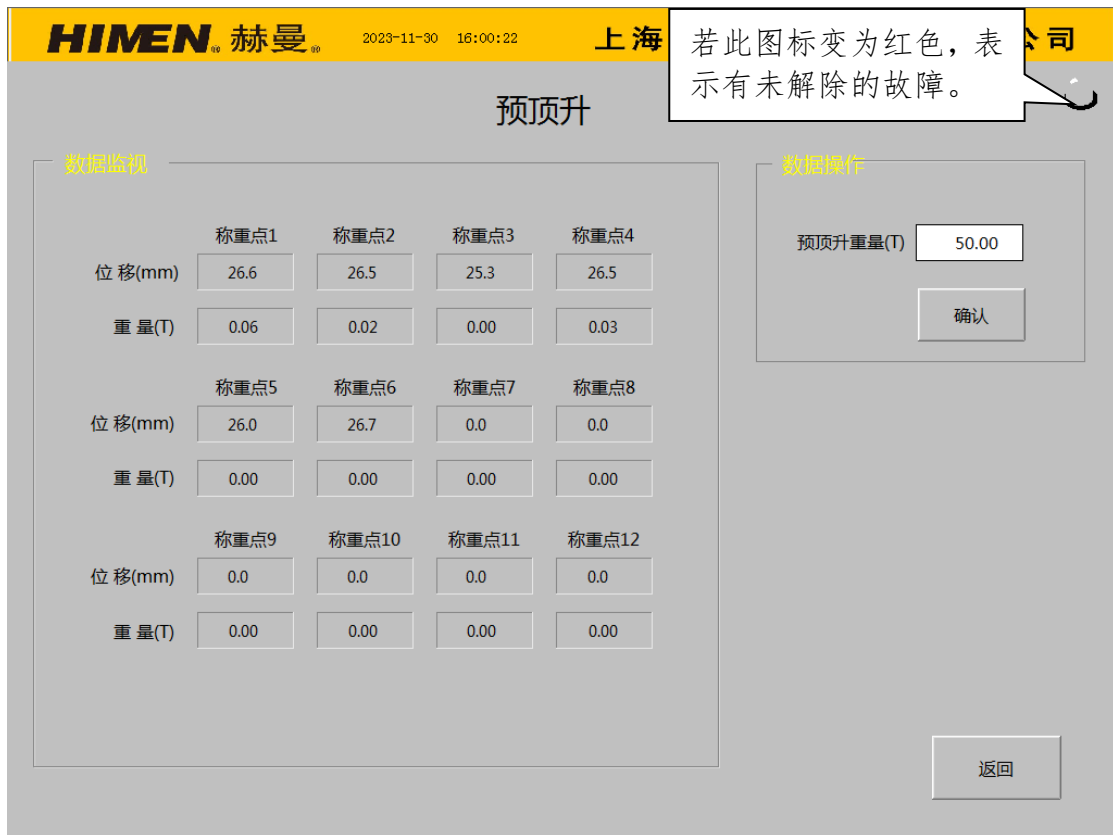 HIMEN® 赫曼® 2023-11-30 16:00:22 上海 公司
若此图标变为红色，表
示有未解除的故障。
预顶升
数据监视 数据操作
称重点1 称重点2 称重点3 称重点4
预顶升重量(T) 50.00
位 移(mm) 26.6 26.5 25.3 26.5
确认
重 量(T) 0.06 0.02 0.00 0.03
称重点5 称重点6 称重点7 称重点8
位 移(mm) 26.0 26.7 0.0 0.0
重 量(T) 0.00 0.00 0.00 0.00
称重点9 称重点10 称重点11 称重点12
位 移(mm) 0.0 0.0 0.0 0.0
重 量(T) 0.00 0.00 0.00 0.00
返回